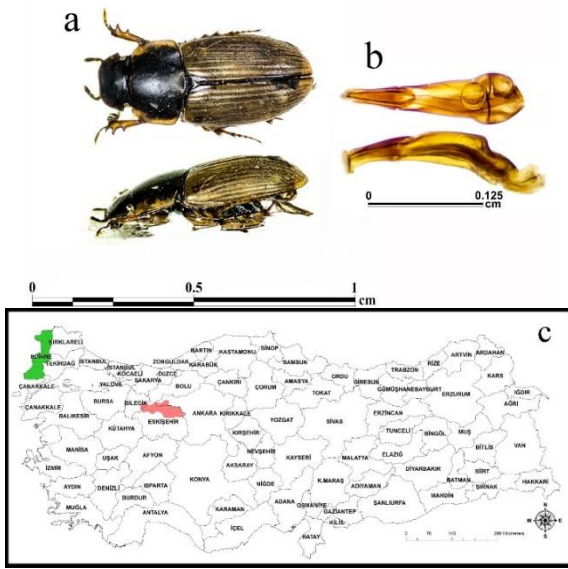 a
b
0 0.125
cm
0 0.5 1
cm
c
KIRKLARELİ
EDİRNE
TEKİRDAĞ
İSTANBUL
İSTANBUL
KOCAELİ
YALOVA
SAKARYA
DÜZCE
ZONGULDAK
BARTIN
KARABÜK
KASTAMONU
SİNOP
SAMSUN
ORDU
GİRESUN
TRABZON
RİZE
ARTVİN
ARDAHAN
KARS
ÇANAKKALE
ÇANAKKALE
BALIKESİR
BURSA
BİLECİK
BOLU
ÇANKIRI
ÇORUM
AMASYA
TOKAT
GÜMÜŞHANE
BAYBURT
ERZURUM
IĞDIR
AĞRI
KÜTAHYA
ESKİŞEHİR
ANKARA
KIRIKKALE
YOZGAT
SİVAS
ERZİNCAN
TUNCELİ
BİNGÖL
MUŞ
BİTLİS
VAN
MANİSA
UŞAK
AFYON
KIRŞEHİR
NEVŞEHİR
KAYSERİ
MALATYA
ELAZIĞ
DİYARBAKIR
BATMAN
SİİRT
ŞIRNAK
HAKKARİ
İZMİR
AYDIN
DENİZLİ
ISPARTA
BURDUR
KONYA
AKSARAY
NİĞDE
K.MARAŞ
ADIYAMAN
ŞANLIURFA
MARDİN
MUĞLA
ANTALYA
KARAMAN
İÇEL
ADANA
OSMANİYE
GAZİANTEP
KİLİS
HATAY
N
W E
S
0 70 140